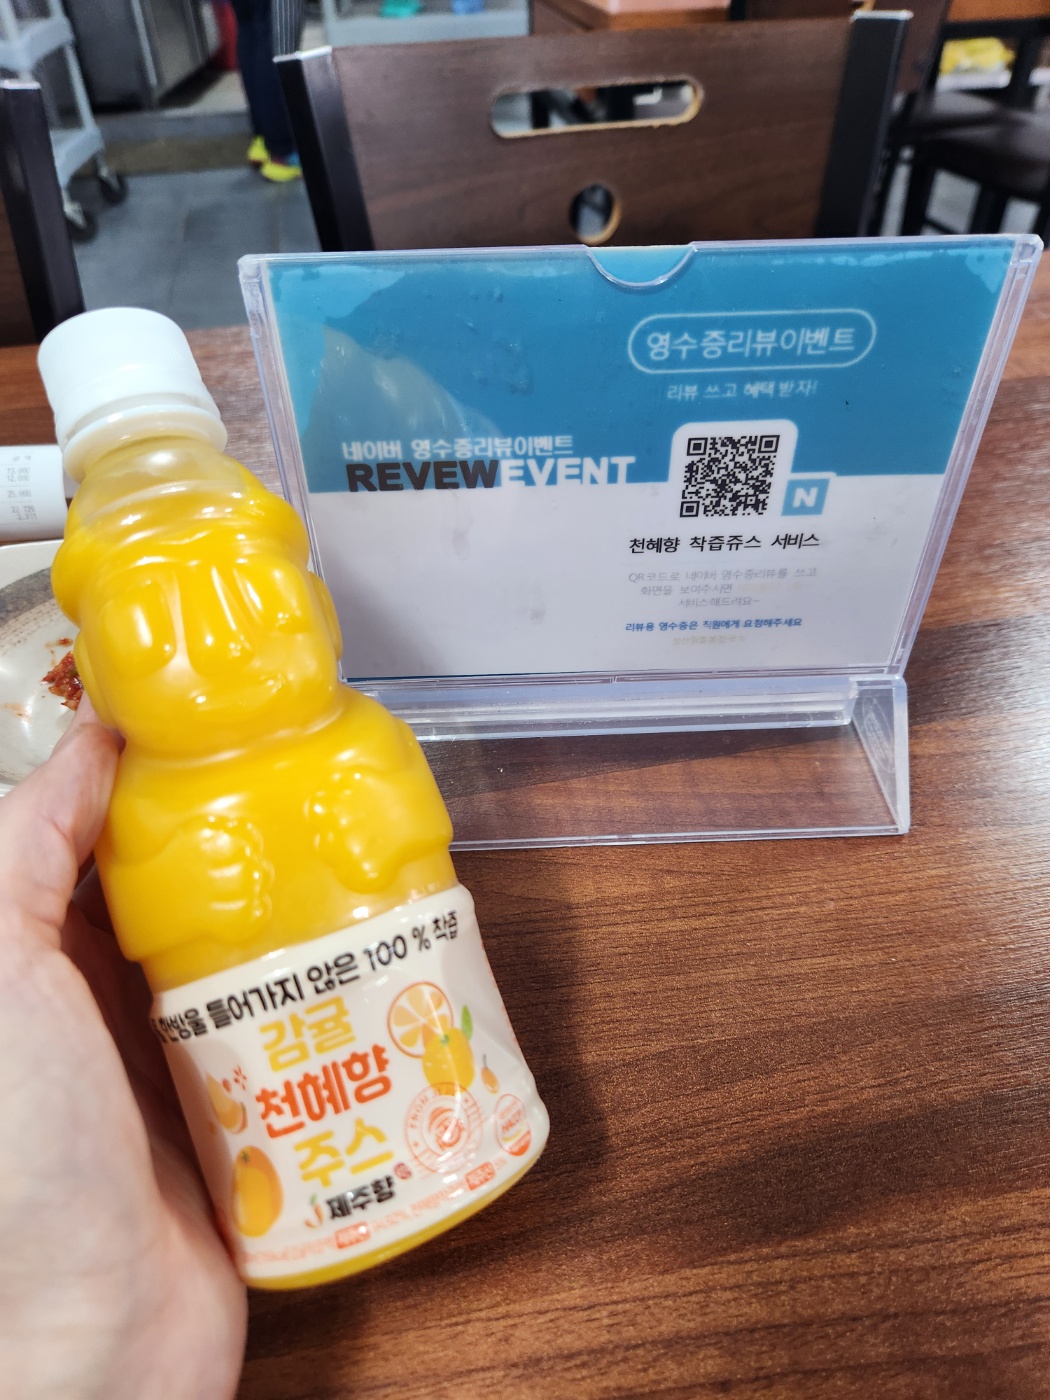 영수증리뷰이벤트
리뷰 쓰고 혜택 받자!
네이버 영수증리뷰이벤트
REVEWEVENT
N
천혜향 착즙쥬스 서비스
QR코드로 네이버 영수증리뷰를 쓰고
화면을 보여주시면
서비스해드려요~
리뷰용 영수증은 직원에게 요청해주세요
한방울 들어가지 않은 100 % 착즙
감귤
천혜향
주스
제주향